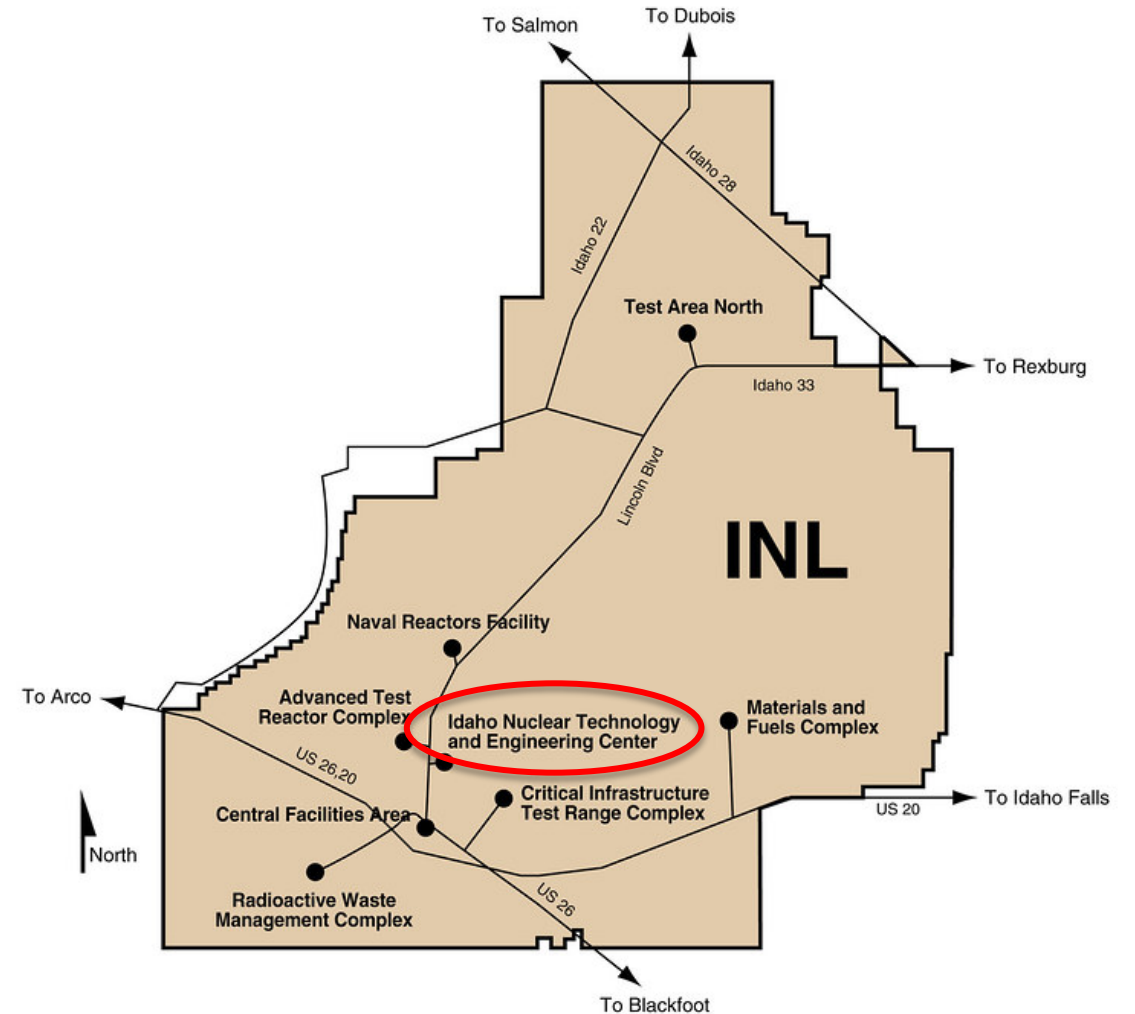 To Dubois
To Salmon
Idaho 28
Idaho 22
Test Area North
To Rexburg
Idaho 33
Lincoln Blvd
INL
Naval Reactors Facility
To Arco
Advanced Test
Reactor Complex
Idaho Nuclear Technology
and Engineering Center
Materials and
Fuels Complex
US 26,20
Critical Infrastructure
Test Range Complex
To Idaho Falls
US 20
Central Facilities Area
North
Radioactive Waste
Management Complex
US 26
To Blackfoot